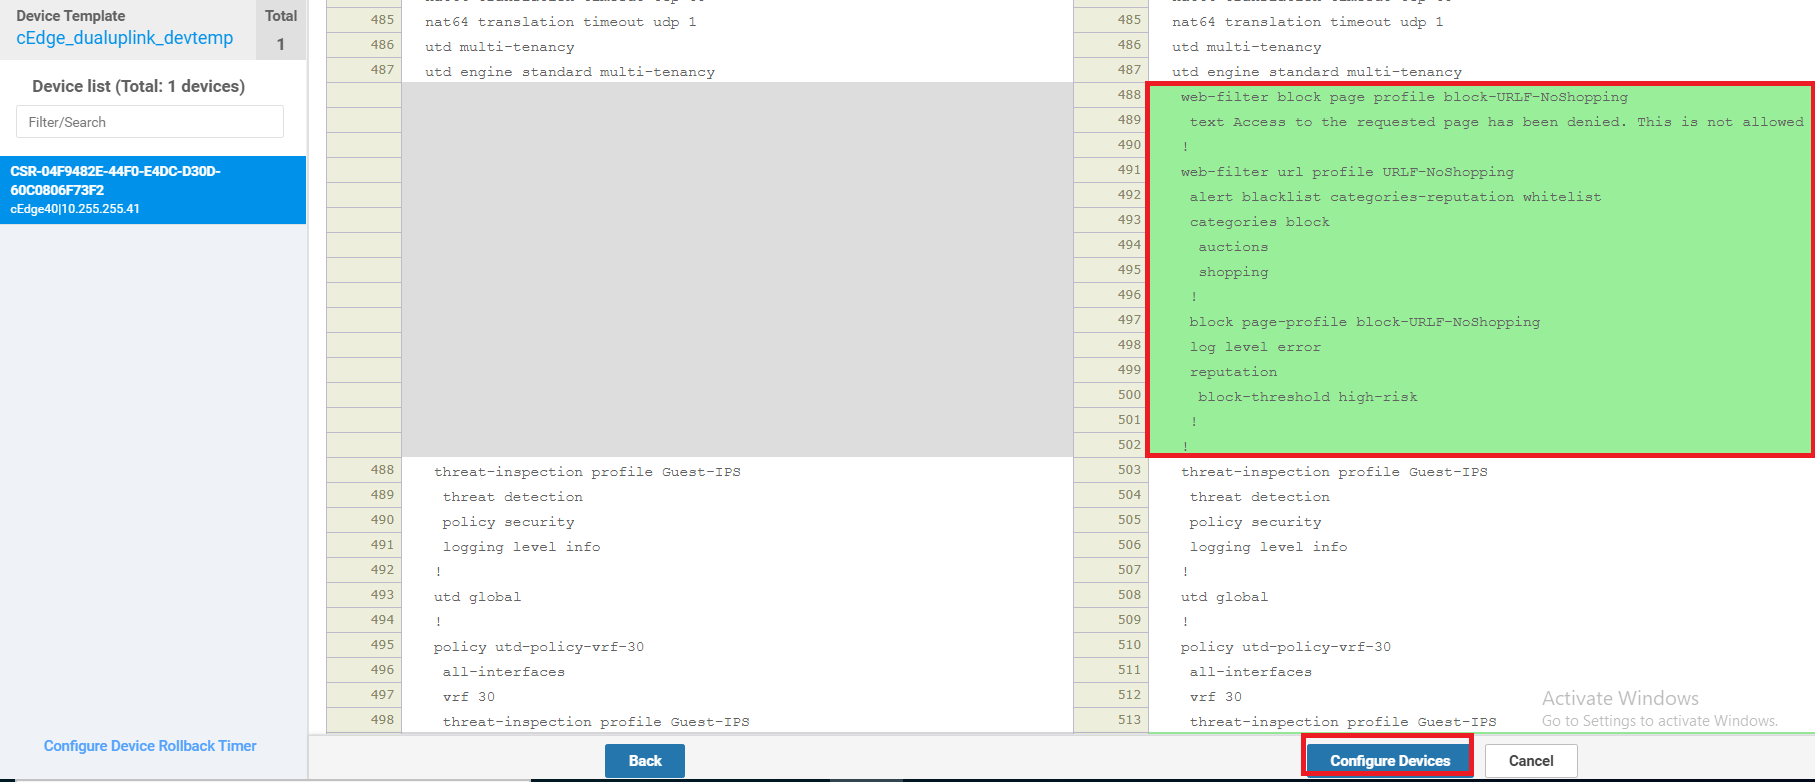 Device Template
cEdge_dualuplink_devtemp
Total
1
Device list (Total: 1 devices)
Filter/Search
CSR-04F9482E-44F0-E4DC-D30D-
60C0806F73F2
cEdge40|10.255.255.41
Configure Device Rollback Timer
485 nat64 translation timeout udp 1
486 utd multi-tenancy
487 utd engine standard multi-tenancy
488 threat-inspection profile Guest-IPS
489 threat detection
490 policy security
491 logging level info
492 !
493 utd global
494 !
495 policy utd-policy-vrf-30
496 all-interfaces
497 vrf 30
498 threat-inspection profile Guest-IPS
485 nat64 translation timeout udp 1
486 utd multi-tenancy
487 utd engine standard multi-tenancy
488 web-filter block page profile block-URLF-NoShopping
489 text Access to the requested page has been denied. This is not allowed
490 !
491 web-filter url profile URLF-NoShopping
492 alert blacklist categories-reputation whitelist
493 categories block
494 auctions
495 shopping
496 !
497 block page-profile block-URLF-NoShopping
498 log level error
499 reputation
500 block-threshold high-risk
501 !
502 !
503 threat-inspection profile Guest-IPS
504 threat detection
505 policy security
506 logging level info
507 !
508 utd global
509 !
510 policy utd-policy-vrf-30
511 all-interfaces
512 vrf 30
513 threat-inspection profile Guest-IPS
Activate Windows
Go to Settings to activate Windows.
Back
Configure Devices
Cancel